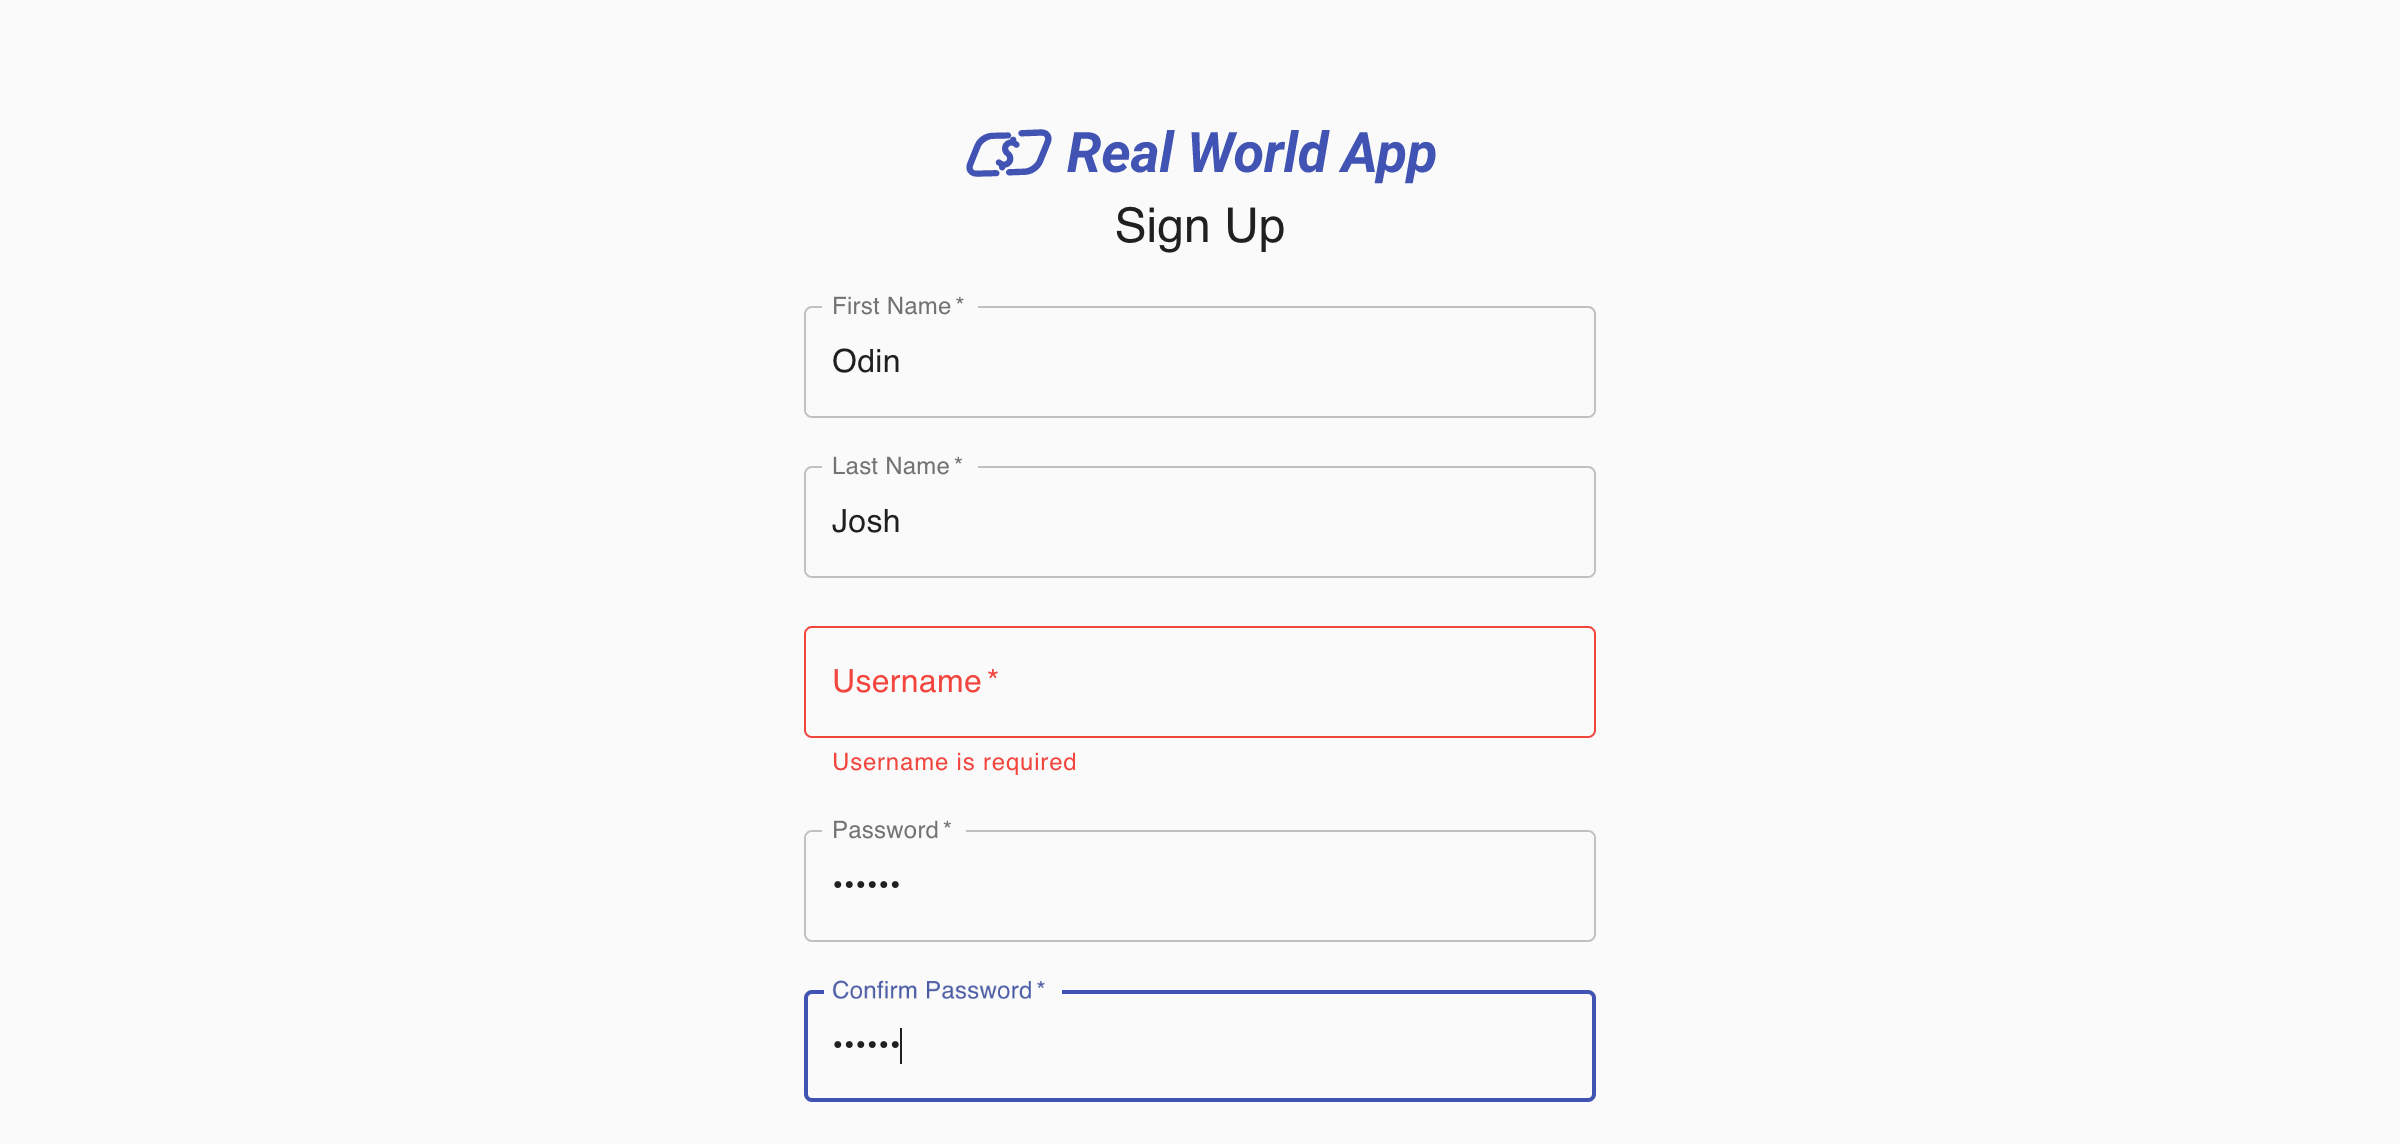 Real World App
Sign Up
First Name *
Odin
Last Name *
Josh
Username *
Username is required
Password *
••••••
Confirm Password *
••••••